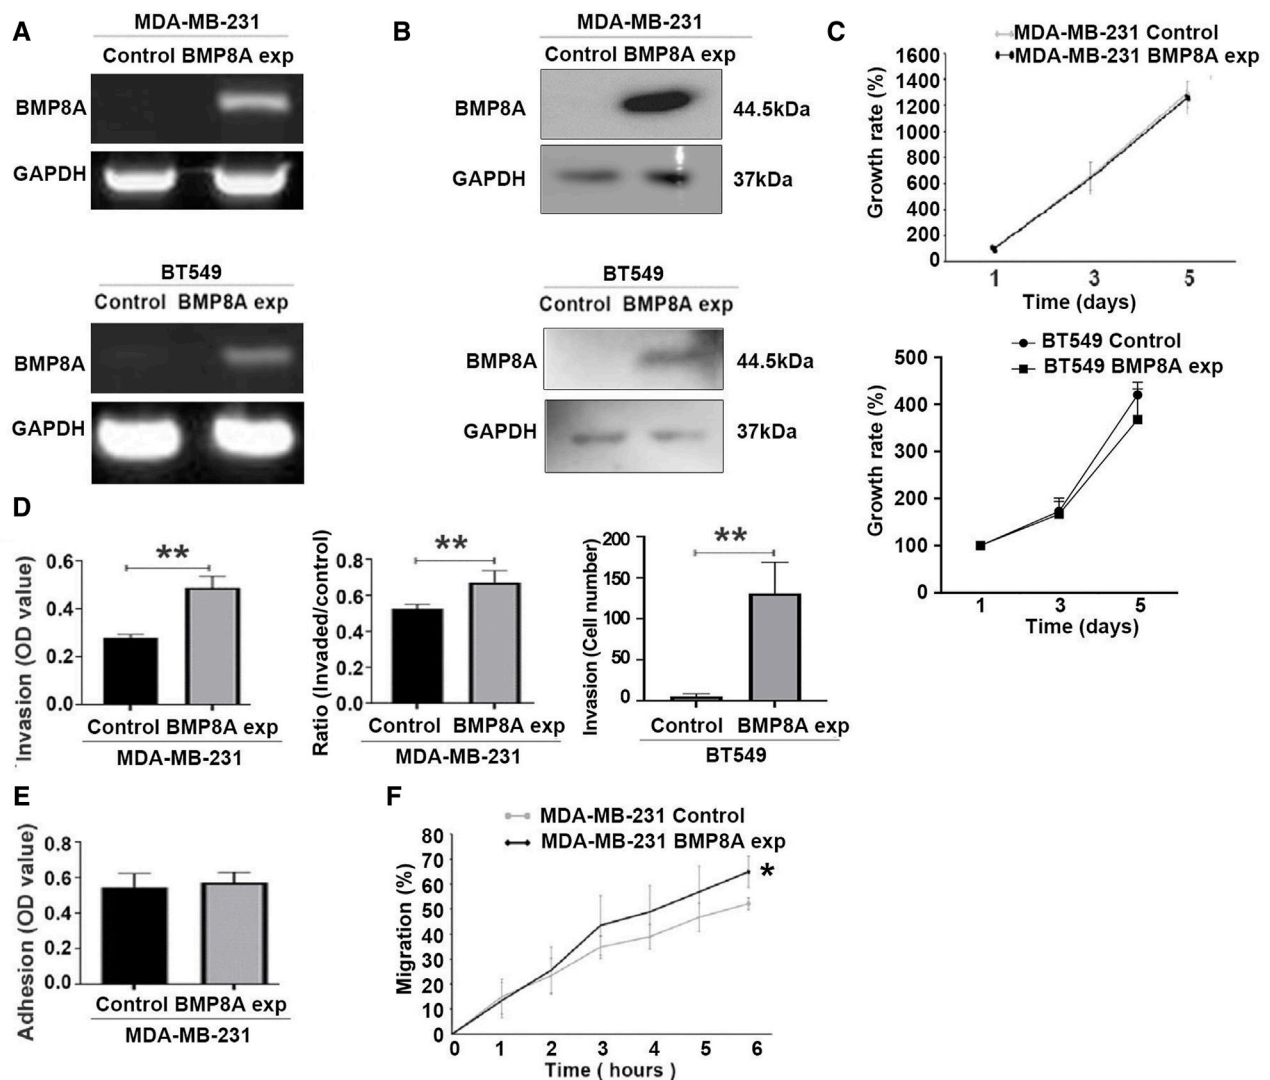 A
MDA-MB-231
Control BMP8A exp
BMP8A
GAPDH
BT549
Control BMP8A exp
BMP8A
GAPDH
B
MDA-MB-231
Control BMP8A exp
BMP8A 44.5kDa
GAPDH 37kDa
BT549
Control BMP8A exp
BMP8A 44.5kDa
GAPDH 37kDa
C
MDA-MB-231 Control
MDA-MB-231 BMP8A exp
Growth rate (%)
1600
1400
1200
1000
800
600
400
200
0
1 3 5
Time (days)
BT549 Control
BT549 BMP8A exp
Growth rate (%)
500
400
300
200
100
0
1 3 5
Time (days)
D
Invasion (OD value)
0.6
0.4
0.2
0.0
**
Control BMP8A exp
MDA-MB-231
Ratio (Invaded/control)
0.8
0.6
0.4
0.2
0.0
**
Control BMP8A exp
MDA-MB-231
Invasion (Cell number)
200
150
100
50
0
**
Control BMP8A exp
BT549
E
Adhesion (OD value)
0.8
0.6
0.4
0.2
0.0
Control BMP8A exp
MDA-MB-231
F
MDA-MB-231 Control
MDA-MB-231 BMP8A exp
Migration (%)
80
70
60
50
40
30
20
10
0
*
0 1 2 3 4 5 6
Time ( hours )